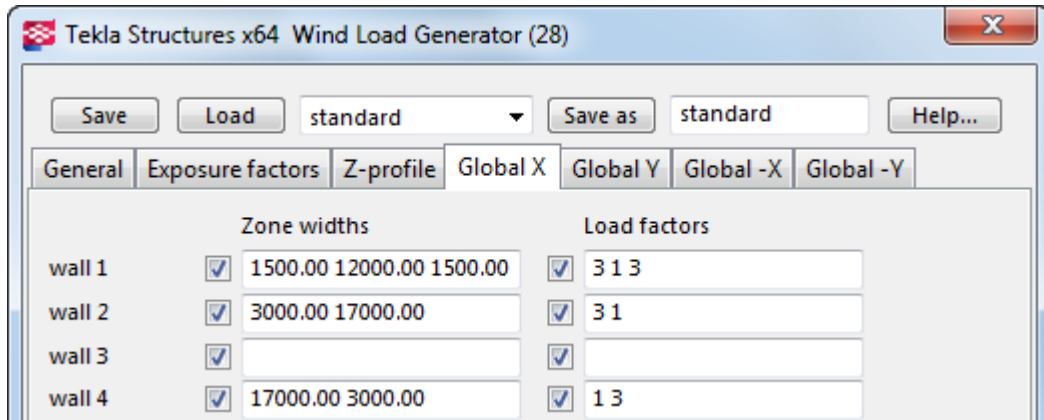 Tekla Structures x64 Wind Load Generator (28)
Save Load standard Save as standard Help...
General Exposure factors Z-profile Global X Global Y Global -X Global -Y
Zone widths Load factors
wall 1 1500.00 12000.00 1500.00 3 1 3
wall 2 3000.00 17000.00 3 1
wall 3
wall 4 17000.00 3000.00 1 3